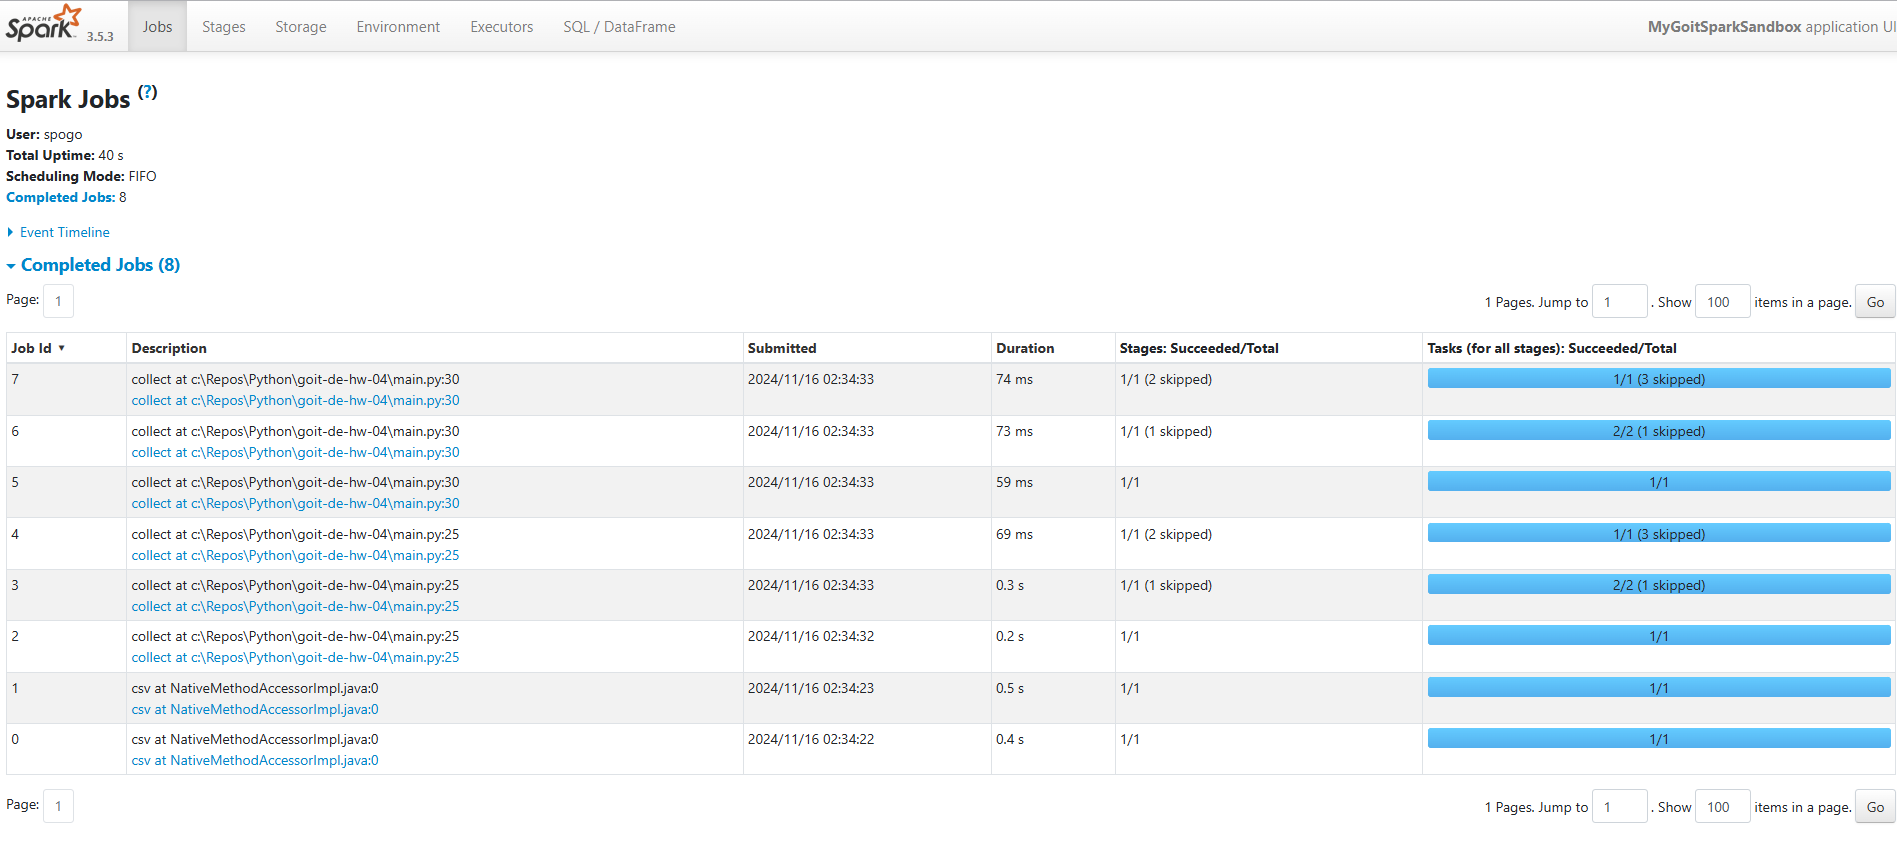 APACHE
Spark 3.5.3 Jobs Stages Storage Environment Executors SQL / DataFrame MyGoitSparkSandbox application UI
Spark Jobs (?)
User: spogo
Total Uptime: 40 s
Scheduling Mode: FIFO
Completed Jobs: 8
Event Timeline
Completed Jobs (8)
Page: 1 1 Pages. Jump to 1 . Show 100 items in a page. Go
Job Id ▾ Description Submitted Duration Stages: Succeeded/Total Tasks (for all stages): Succeeded/Total
7 collect at c:\Repos\Python\goit-de-hw-04\main.py:30 2024/11/16 02:34:33 74 ms 1/1 (2 skipped) 1/1 (3 skipped)
collect at c:\Repos\Python\goit-de-hw-04\main.py:30
6 collect at c:\Repos\Python\goit-de-hw-04\main.py:30 2024/11/16 02:34:33 73 ms 1/1 (1 skipped) 2/2 (1 skipped)
collect at c:\Repos\Python\goit-de-hw-04\main.py:30
5 collect at c:\Repos\Python\goit-de-hw-04\main.py:30 2024/11/16 02:34:33 59 ms 1/1 1/1
collect at c:\Repos\Python\goit-de-hw-04\main.py:30
4 collect at c:\Repos\Python\goit-de-hw-04\main.py:25 2024/11/16 02:34:33 69 ms 1/1 (2 skipped) 1/1 (3 skipped)
collect at c:\Repos\Python\goit-de-hw-04\main.py:25
3 collect at c:\Repos\Python\goit-de-hw-04\main.py:25 2024/11/16 02:34:33 0.3 s 1/1 (1 skipped) 2/2 (1 skipped)
collect at c:\Repos\Python\goit-de-hw-04\main.py:25
2 collect at c:\Repos\Python\goit-de-hw-04\main.py:25 2024/11/16 02:34:32 0.2 s 1/1 1/1
collect at c:\Repos\Python\goit-de-hw-04\main.py:25
1 csv at NativeMethodAccessorImpl.java:0 2024/11/16 02:34:23 0.5 s 1/1 1/1
csv at NativeMethodAccessorImpl.java:0
0 csv at NativeMethodAccessorImpl.java:0 2024/11/16 02:34:22 0.4 s 1/1 1/1
csv at NativeMethodAccessorImpl.java:0
Page: 1 1 Pages. Jump to 1 . Show 100 items in a page. Go